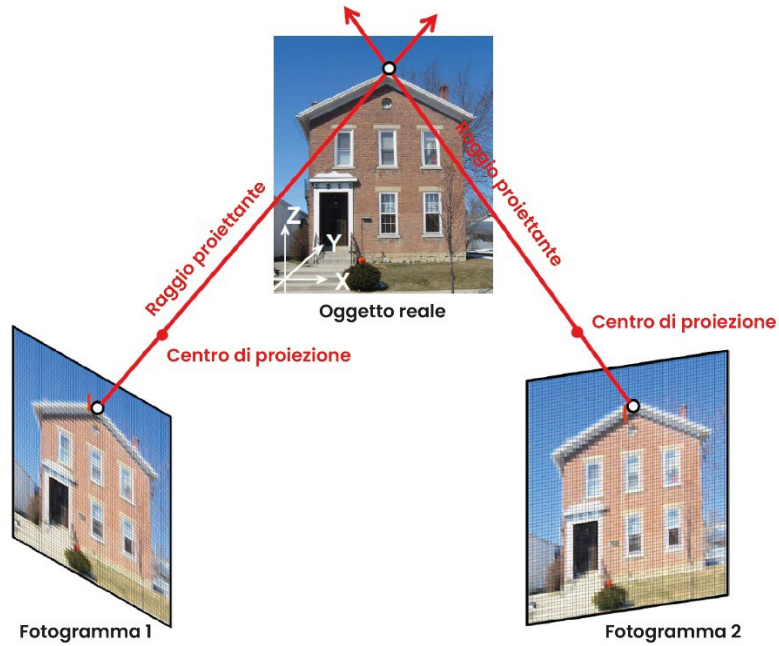 Raggio proiettante
Raggio proiettante
Z
Y
X
Oggetto reale
Centro di proiezione
Centro di proiezione
Fotogramma 1
Fotogramma 2